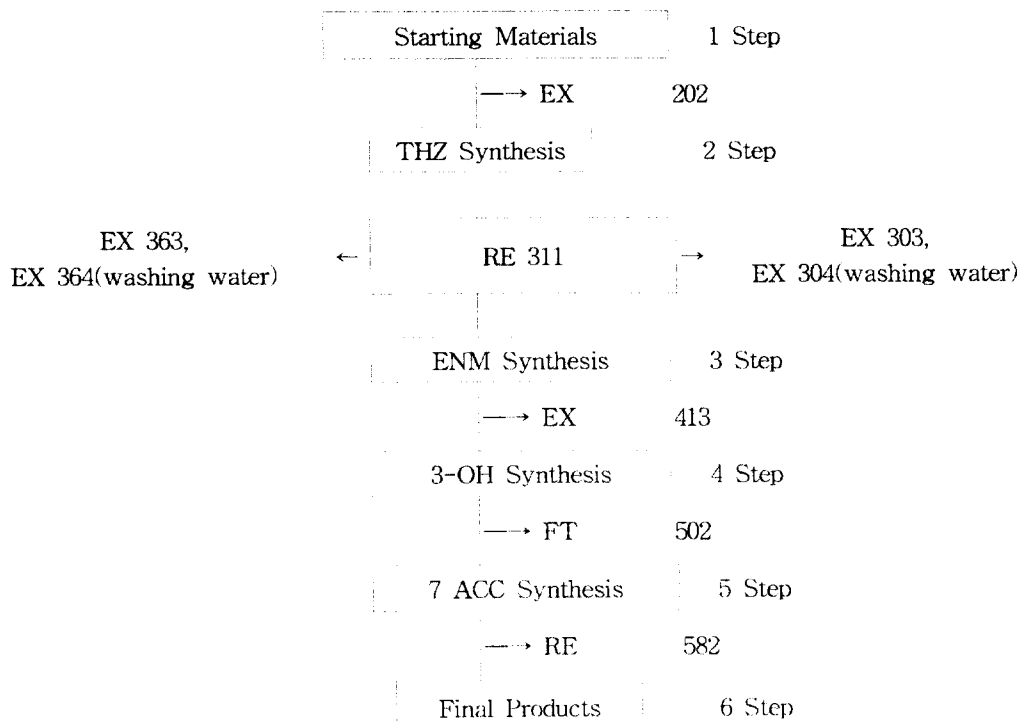 Starting Materials 1 Step
→ EX 202
THZ Synthesis 2 Step
EX 363,
EX 364(washing water)
← RE 311 →
EX 303,
EX 304(washing water)
ENM Synthesis 3 Step
→ EX 413
3-OH Synthesis 4 Step
→ FT 502
7 ACC Synthesis 5 Step
→ RE 582
Final Products 6 Step